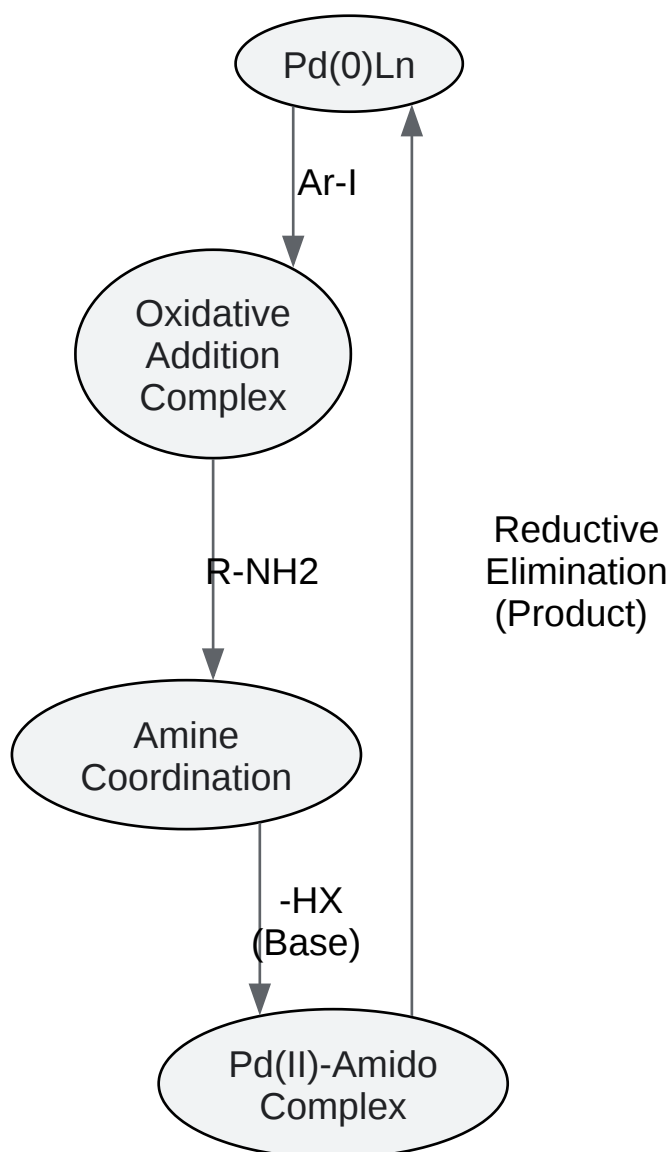 Pd(0)Ln
Ar-I
Oxidative
Addition
Complex
R-NH2
Reductive
Elimination
(Product)
Amine
Coordination
-HX
(Base)
Pd(II)-Amido
Complex